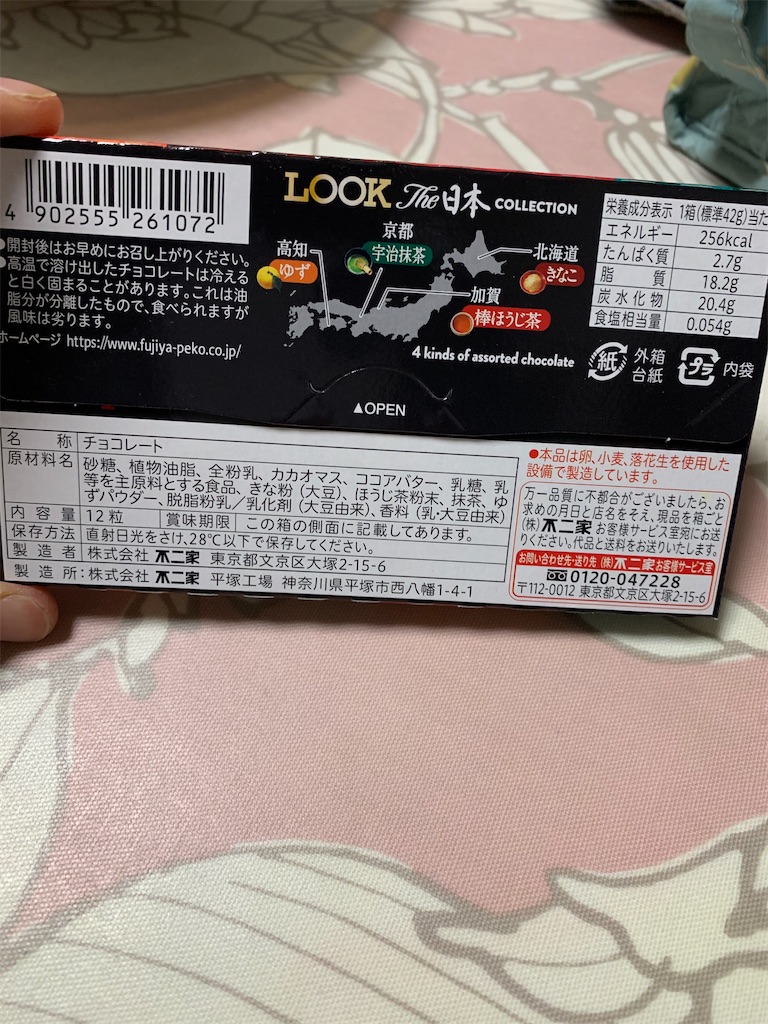 4 902555 261072
●開封後はお早めにお召し上がりください。
●高温で溶け出したチョコレートは冷える
と白く固まることがあります。これは油
脂分が分離したもので、食べられますが
風味は劣ります。
ホームページ https://www.fujiya-peko.co.jp/
LOOK The日本 COLLECTION
京都
宇治抹茶
高知
ゆず
北海道
きなこ
加賀
棒ほうじ茶
4 kinds of assorted chocolate
▲OPEN
栄養成分表示 1箱(標準42g)当た
エネルギー 256kcal
たんぱく質 2.7g
脂質 18.2g
炭水化物 20.4g
食塩相当量 0.054g
紙 外箱
台紙
プラ 内袋
名称 チョコレート
原材料名 砂糖、植物油脂、全粉乳、カカオマス、ココアバター、乳糖、乳
等を主原料とする食品、きな粉(大豆)、ほうじ茶粉末、抹茶、ゆ
ずパウダー、脱脂粉乳/乳化剤(大豆由来)、香料(乳・大豆由来)
内容量 12粒 賞味期限 この箱の側面に記載してあります。
保存方法 直射日光をさけ、28℃以下で保存してください。
製造者 株式会社 不二家 東京都文京区大塚2-15-6
製造所:株式会社 不二家 平塚工場 神奈川県平塚市西八幡1-4-1
●本品は卵、小麦、落花生を使用した
設備で製造しています。
万一品質に不都合がございましたら、お
求めの月日と店名をそえ、現品を箱ごと
(株)不二家 お客様サービス室宛にお送
りください。代品と送料をお送りいたします。
お問い合わせ先・送り先 (株)不二家お客様サービス室
0120-047228
〒112-0012 東京都文京区大塚2-15-6